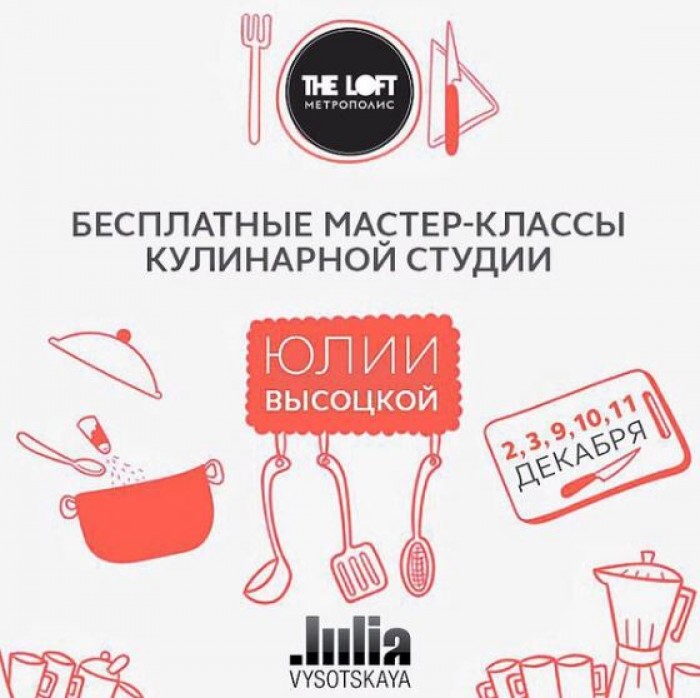 THE LOFT
МЕТРОПОЛИС
БЕСПЛАТНЫЕ МАСТЕР-КЛАССЫ
КУЛИНАРНОЙ СТУДИИ
ЮЛИИ
ВЫСОЦКОЙ
2, 3, 9, 10, 11
ДЕКАБРЯ
Julia
VYSOTSKAYA